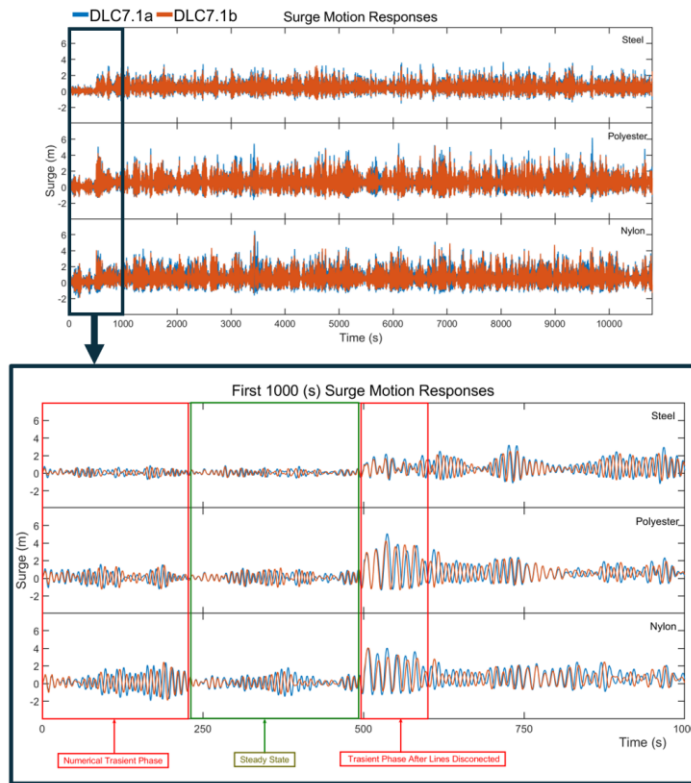 DLC7.1a DLC7.1b Surge Motion Responses
Steel
6
4
2
0
-2
Polyester
6
4
2
0
-2
Surge (m)
Nylon
6
4
2
0
-2
0 1000 2000 3000 4000 5000 6000 7000 8000 9000 10000
Time (s)
First 1000 (s) Surge Motion Responses
8
Steel
6
4
2
0
-2
Polyester
6
4
2
0
-2
Surge (m)
Nylon
6
4
2
0
-2
0 250 500 750 1000
Time (s)
Numerical Trasient Phase
Steady State
Trasient Phase After Lines Disconected